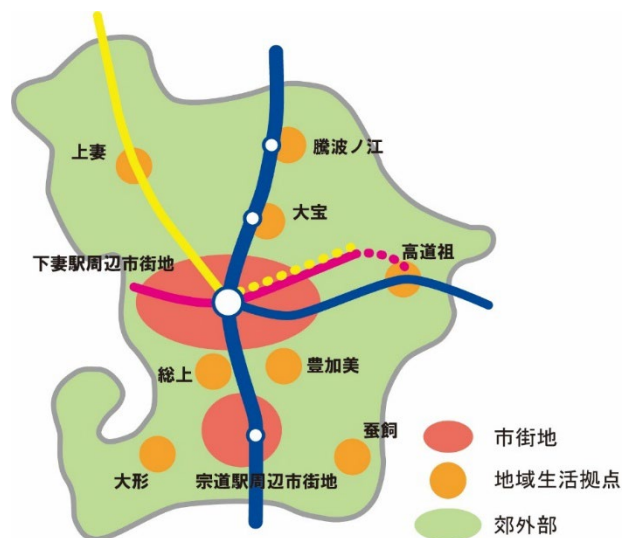 上妻
騰波ノ江
大宝
下妻駅周辺市街地
高道祖
総上
豊加美
蚕飼
大形
宗道駅周辺市街地
市街地
地域生活拠点
郊外部